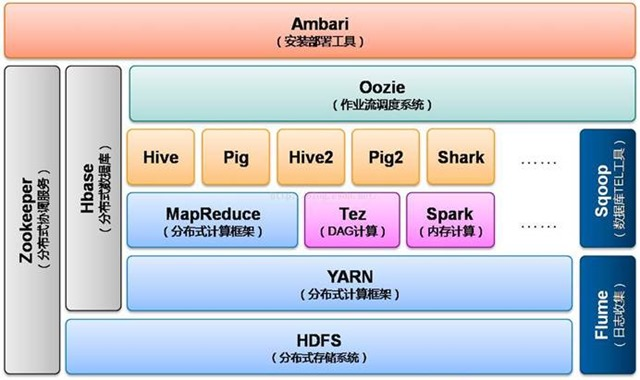 Ambari
（安装部署工具）
Zookeeper
（分布式协调服务）
Hbase
（分布式数据库）
Oozie
（作业流调度系统）
Hive
Pig
Hive2
Pig2
Shark
......
Sqoop
（数据库TEL工具）
MapReduce
（分布式计算框架）
Tez
（DAG计算）
Spark
（内存计算）
......
YARN
（分布式计算框架）
Flume
（日志收集）
HDFS
（分布式存储系统）